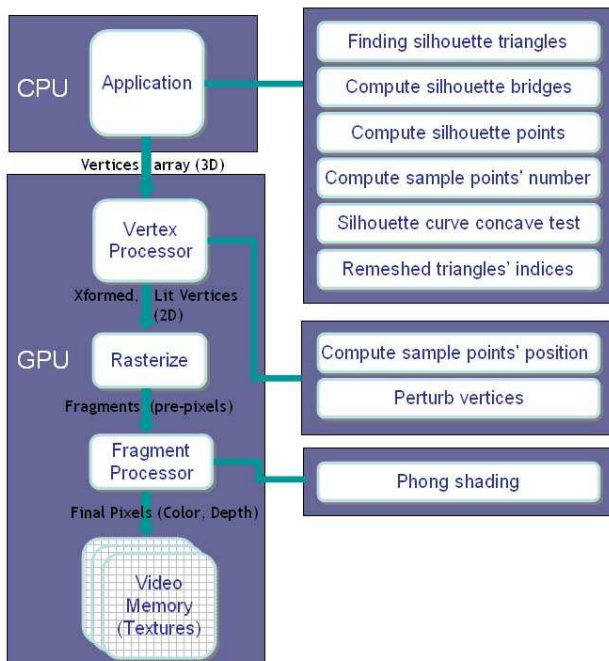 CPU
Application
Vertices array (3D)
GPU
Vertex
Processor
Xformed, Lit Vertices
(2D)
Rasterize
Fragments (pre-pixels)
Fragment
Processor
Final Pixels (Color, Depth)
Video
Memory
(Textures)
Finding silhouette triangles
Compute silhouette bridges
Compute silhouette points
Compute sample points' number
Silhouette curve concave test
Remeshed triangles' indices
Compute sample points' position
Perturb vertices
Phong shading